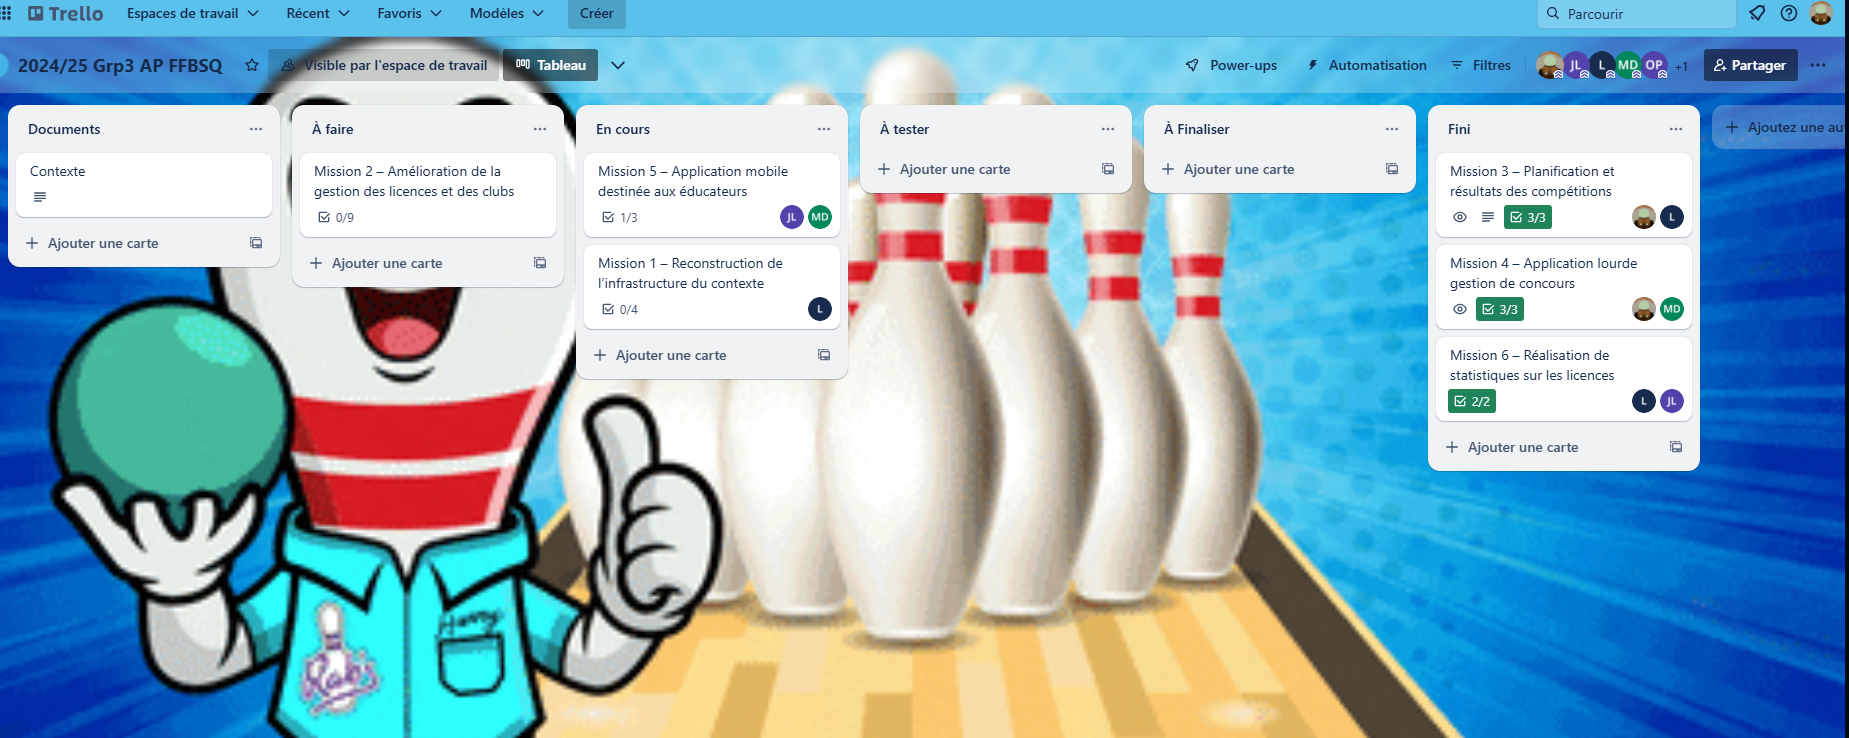 Trello
Espaces de travail
Récent
Favoris
Modèles
Créer
Parcourir
2024/25 Grp3 AP FFBSQ
Visible par l'espace de travail
Tableau
Power-ups
Automatisation
Filtres
JL
L
MD
OP
+1
Partager
Documents
Contexte
Ajouter une carte
À faire
Mission 2 – Amélioration de la
gestion des licences et des clubs
0/9
Ajouter une carte
En cours
Mission 5 – Application mobile
destinée aux éducateurs
1/3
JL
MD
Mission 1 – Reconstruction de
l'infrastructure du contexte
0/4
L
Ajouter une carte
À tester
Ajouter une carte
À Finaliser
Ajouter une carte
Fini
Mission 3 – Planification et
résultats des compétitions
3/3
L
Mission 4 – Application lourde
gestion de concours
3/3
MD
Mission 6 – Réalisation de
statistiques sur les licences
2/2
L
JL
Ajouter une carte
Ajoutez une au